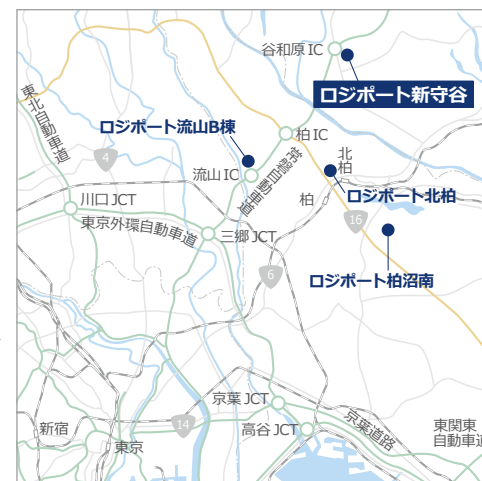 谷和原 IC
ロジポート新守谷
東北自動車道
ロジポート流山B棟
柏 IC
4
流山 IC
常磐自動車道
北柏
ロジポート北柏
柏
川口 JCT
東京外環自動車道
三郷 JCT
16
6
ロジポート柏沼南
京葉 JCT
新宿
14
高谷 JCT
京葉道路
東関東
自動車道
東京